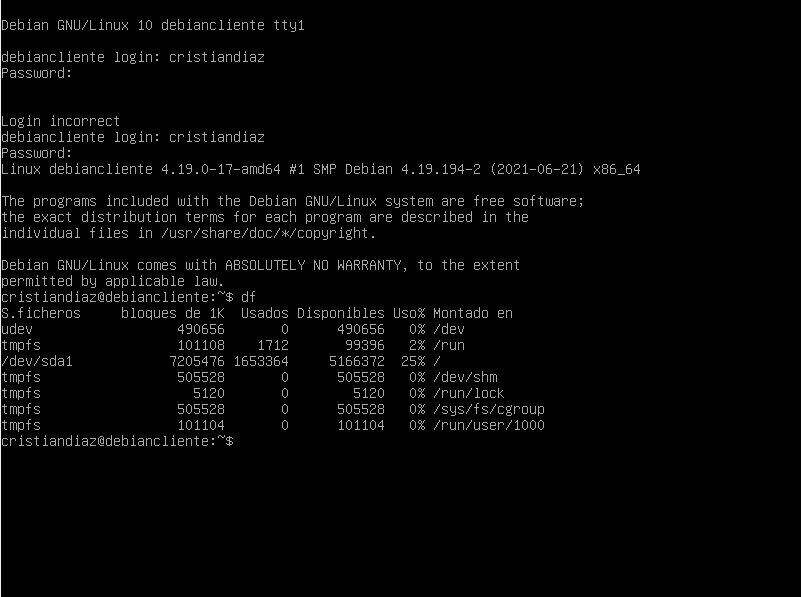 Debian GNU/Linux 10 debiancliente tty1
debiancliente login: cristiandiaz
Password:
Login incorrect
debiancliente login: cristiandiaz
Password:
Linux debiancliente 4.19.0-17-amd64 #1 SMP Debian 4.19.194-2 (2021-06-21) x86_64
The programs included with the Debian GNU/Linux system are free software;
the exact distribution terms for each program are described in the
individual files in /usr/share/doc/*/copyright.
Debian GNU/Linux comes with ABSOLUTELY NO WARRANTY, to the extent
permitted by applicable law.
cristiandiaz@debiancliente:~$ df
S.ficheros     bloques de 1K  Usados Disponibles Uso% Montado en
udev                  490656       0      490656   0% /dev
tmpfs                 101108    1712       99396   2% /run
/dev/sda1            7205476 1653364     5166372  25% /
tmpfs                 505528       0      505528   0% /dev/shm
tmpfs                   5120       0        5120   0% /run/lock
tmpfs                 505528       0      505528   0% /sys/fs/cgroup
tmpfs                 101104       0      101104   0% /run/user/1000
cristiandiaz@debiancliente:~$